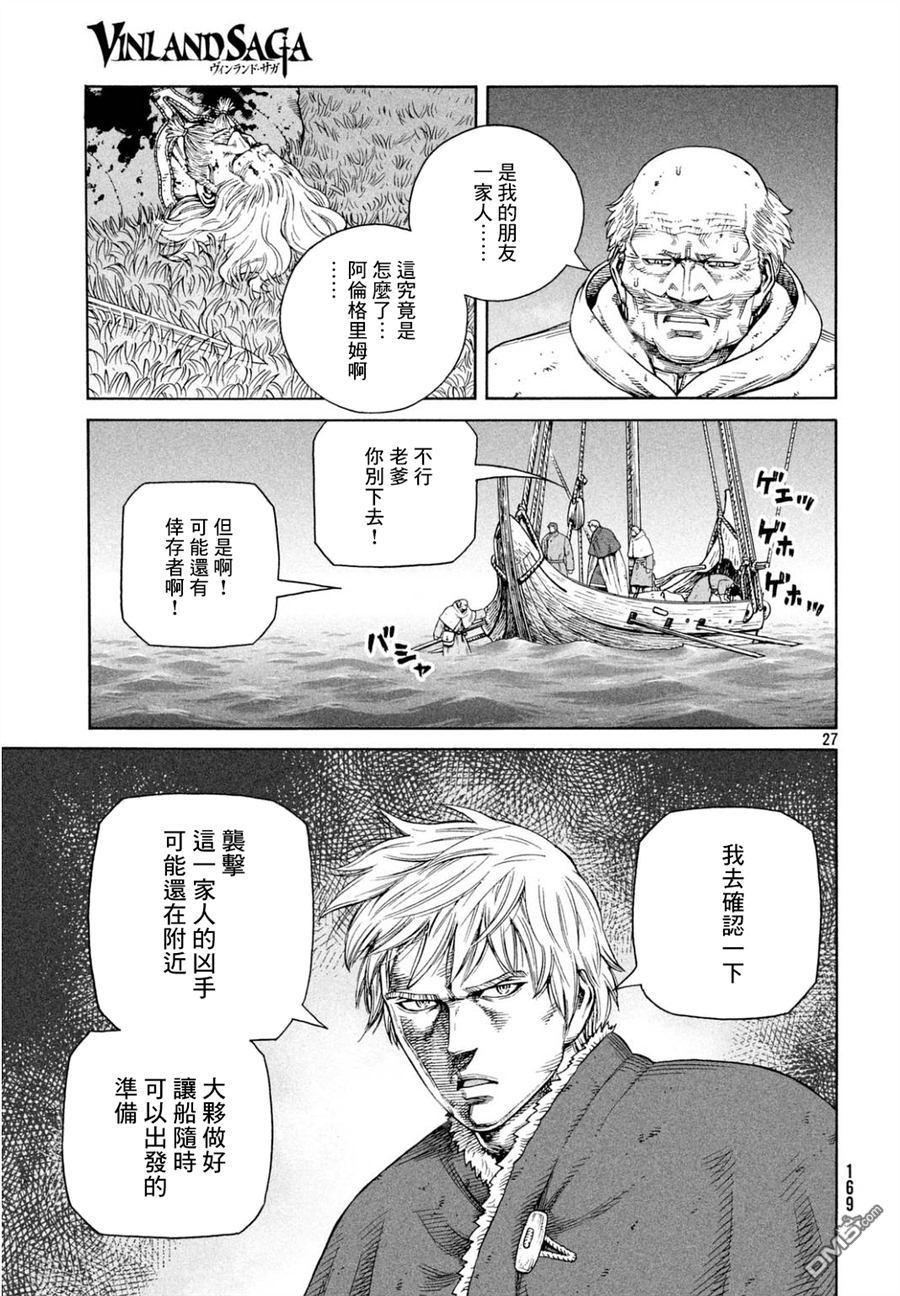 VINLAND SAGA
ヴィンランド・サガ
是我的朋友
一家人……
這究竟是
怎麼了…
阿倫格里姆啊
……
不行
老爹
你別下去！
但是啊！
可能還有
倖存者啊！
ゲェッ
ゲホ
ゲホッ
バシャ
27
我去確認一下
襲擊
這一家人的凶手
可能還在附近
大夥做好
讓船隨時
可以出發的
準備
169
DM5.com